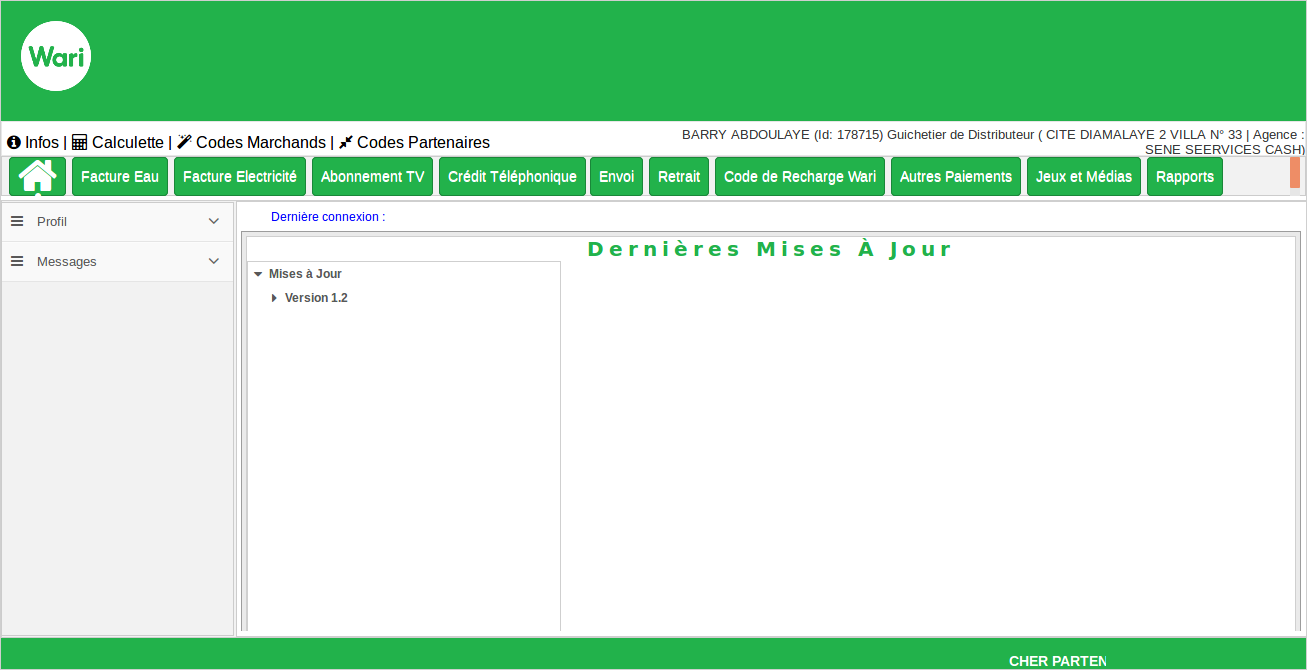 Wari
Infos | Calculette | Codes Marchands | Codes Partenaires
BARRY ABDOULAYE (Id: 178715) Guichetier de Distributeur ( CITE DIAMALAYE 2 VILLA N° 33 | Agence :
SENE SEERVICES CASH)
Facture Eau Facture Electricité Abonnement TV Crédit Téléphonique Envoi Retrait Code de Recharge Wari Autres Paiements Jeux et Médias Rapports
Profil
Messages
Dernière connexion :
Dernières Mises À Jour
Mises à Jour
Version 1.2
CHER PARTEN